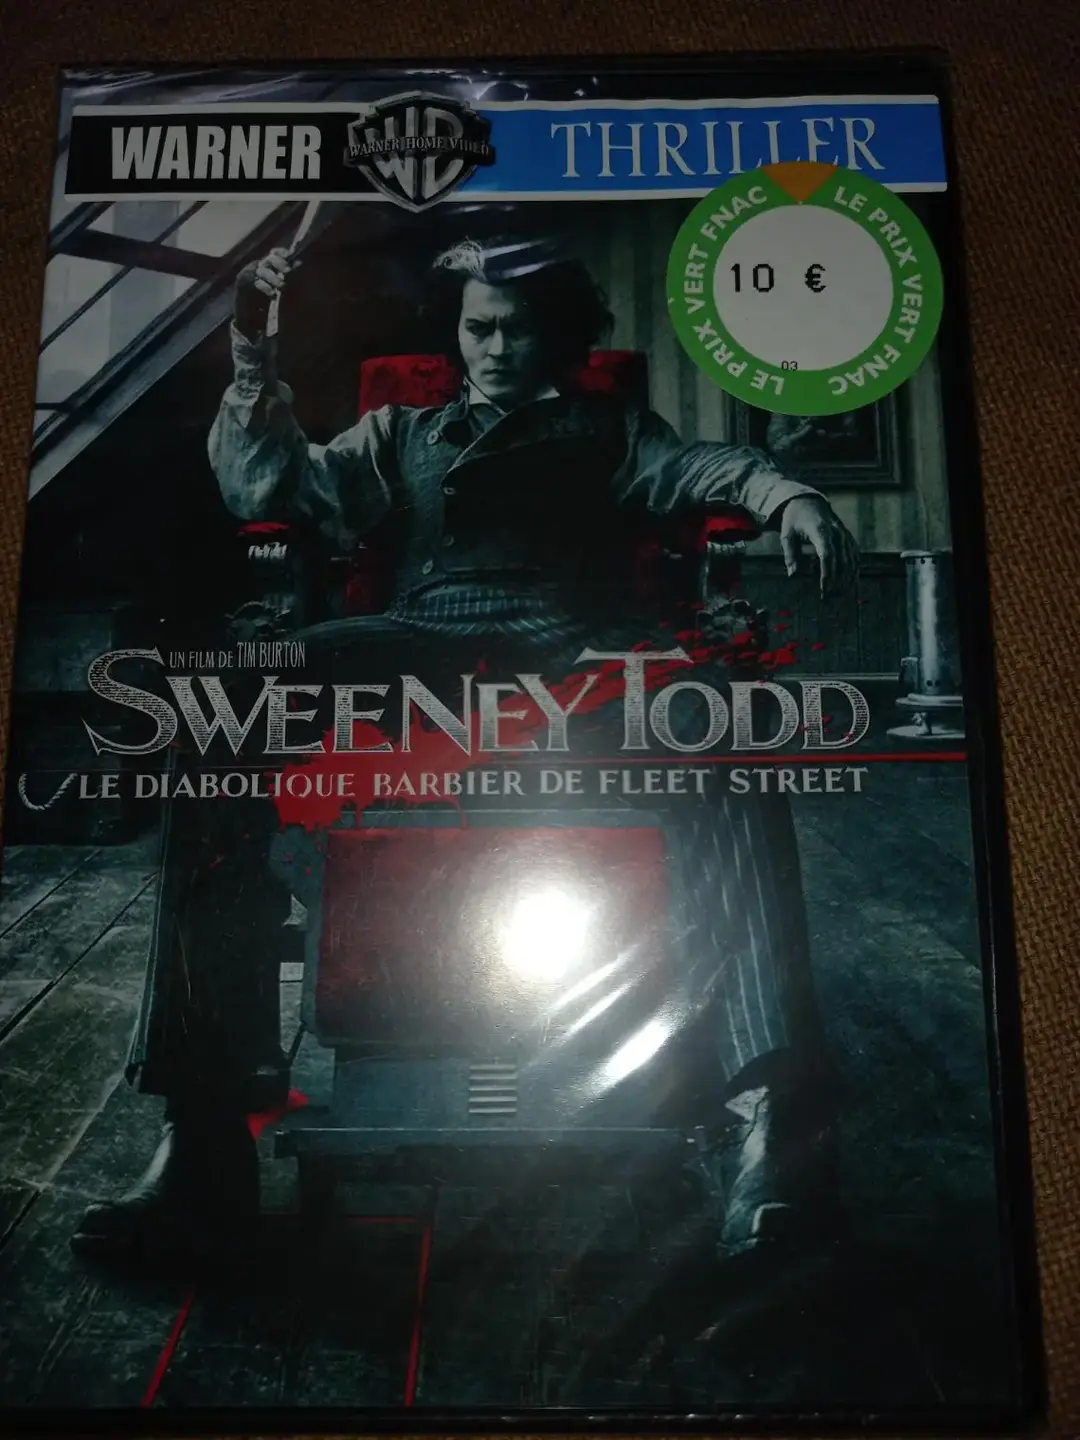 WARNER
WARNER HOME VIDEO
THRILLER
LE PRIX VERT FNAC
LE PRIX VERT FNAC
10 €
03
UN FILM DE TIM BURTON
SWEENEY TODD
LE DIABOLIQUE BARBIER DE FLEET STREET